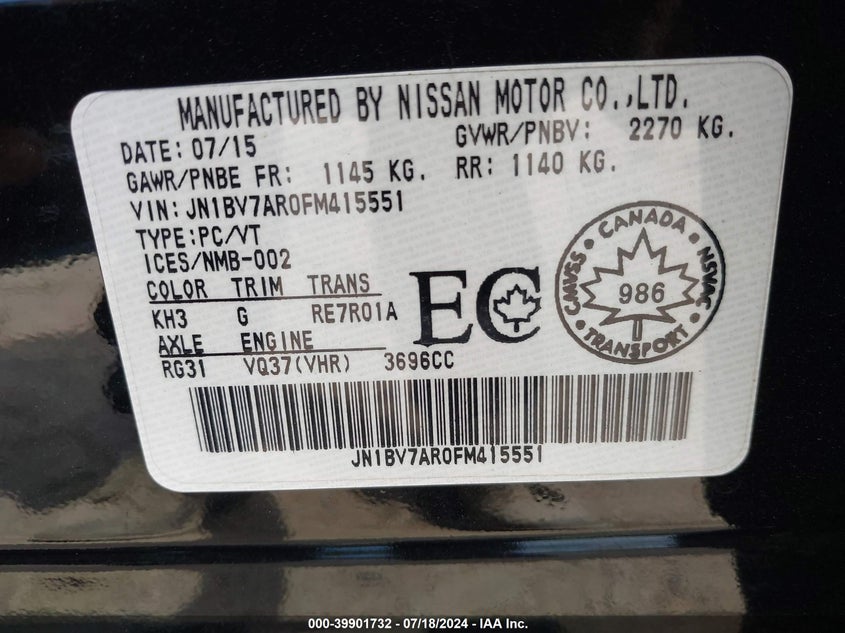 MANUFACTURED BY NISSAN MOTOR CO.,LTD.
DATE: 07/15 GVWR/PNBV: 2270 KG.
GAWR/PNBE FR: 1145 KG. RR: 1140 KG.
VIN: JN1BV7AR0FM415551
TYPE:PC/VT
ICES/NMB-002
COLOR TRIM TRANS
KH3 G RE7R01A
AXLE ENGINE
RG31 VQ37(VHR) 3696CC
EC
CANADA
CMVSS 986 NSVAC
TRANSPORT
JN1BV7AR0FM415551
000-39901732 - 07/18/2024 - IAA Inc.